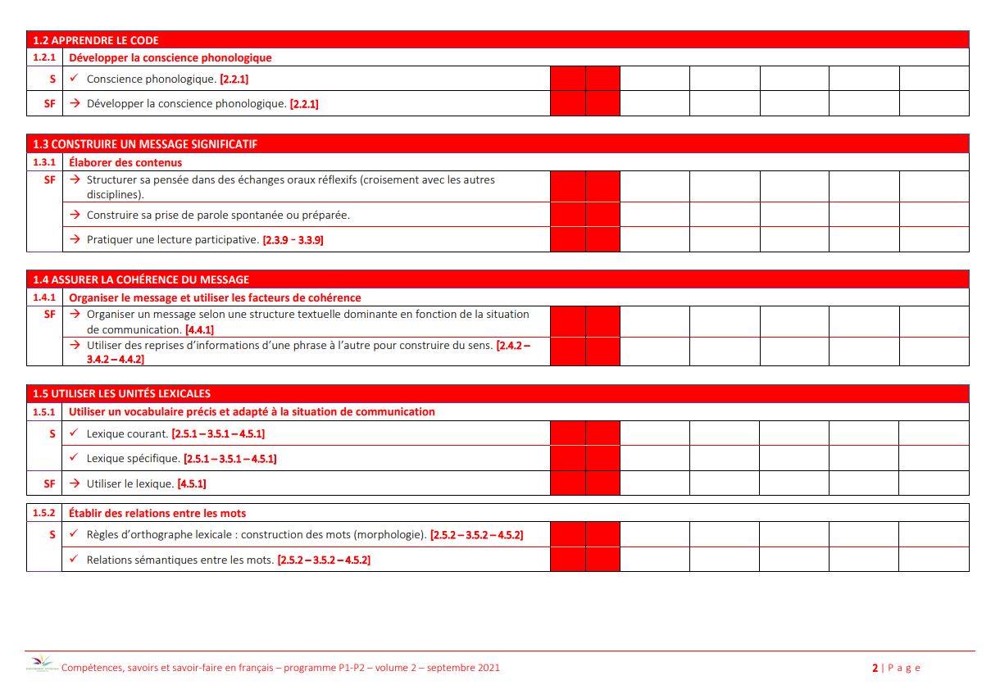 1.2 APPRENDRE LE CODE
1.2.1 Développer la conscience phonologique
S ✓ Conscience phonologique. [2.2.1]
SF → Développer la conscience phonologique. [2.2.1]
1.3 CONSTRUIRE UN MESSAGE SIGNIFICATIF
1.3.1 Élaborer des contenus
SF → Structurer sa pensée dans des échanges oraux réflexifs (croisement avec les autres
disciplines).
→ Construire sa prise de parole spontanée ou préparée.
→ Pratiquer une lecture participative. [2.3.9 - 3.3.9]
1.4 ASSURER LA COHÉRENCE DU MESSAGE
1.4.1 Organiser le message et utiliser les facteurs de cohérence
SF → Organiser un message selon une structure textuelle dominante en fonction de la situation
de communication. [4.4.1]
→ Utiliser des reprises d’informations d’une phrase à l’autre pour construire du sens. [2.4.2 –
3.4.2 – 4.4.2]
1.5 UTILISER LES UNITÉS LEXICALES
1.5.1 Utiliser un vocabulaire précis et adapté à la situation de communication
S ✓ Lexique courant. [2.5.1 – 3.5.1 – 4.5.1]
✓ Lexique spécifique. [2.5.1 – 3.5.1 – 4.5.1]
SF → Utiliser le lexique. [4.5.1]
1.5.2 Établir des relations entre les mots
S ✓ Règles d’orthographe lexicale : construction des mots (morphologie). [2.5.2 – 3.5.2 – 4.5.2]
✓ Relations sémantiques entre les mots. [2.5.2 – 3.5.2 – 4.5.2]
Compétences, savoirs et savoir-faire en français – programme P1-P2 – volume 2 – septembre 2021
2 | P a g e